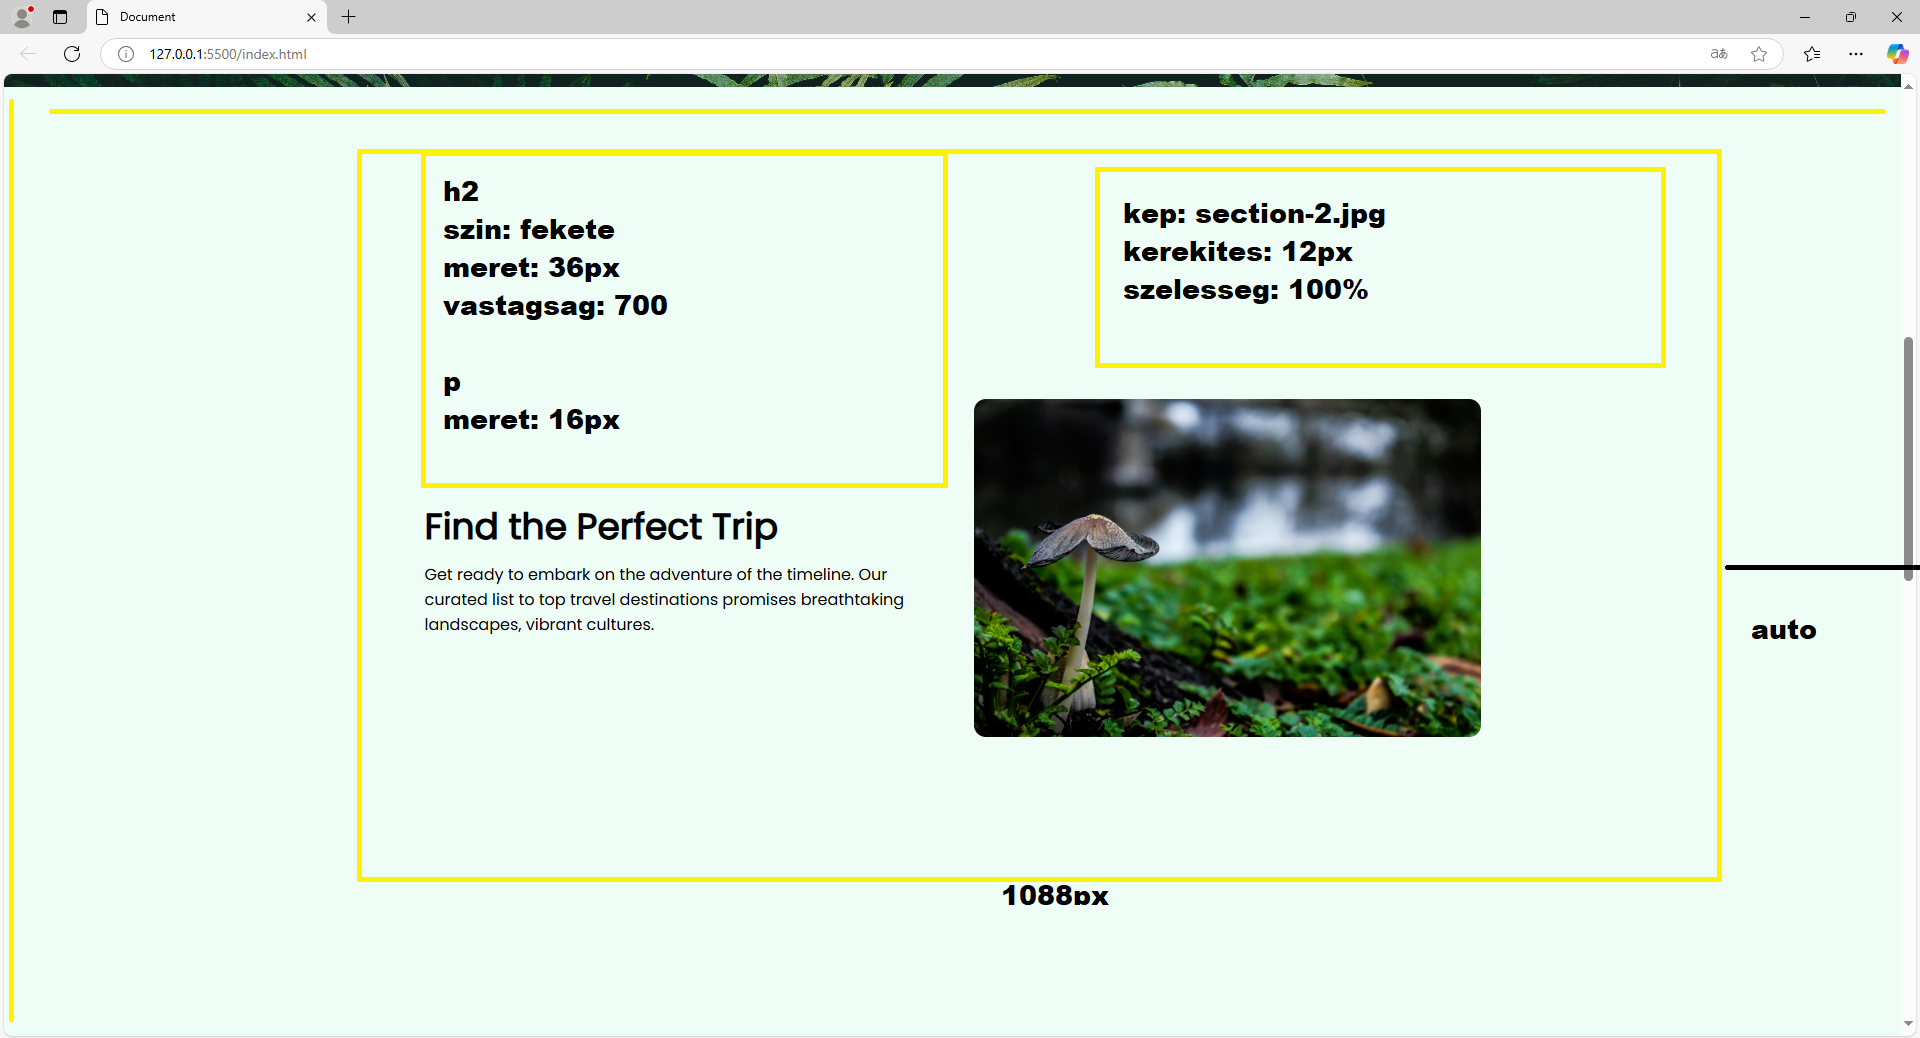 Document
127.0.0.1:5500/index.html
aあ
h2
szin: fekete
meret: 36px
vastagsag: 700
p
meret: 16px
kep: section-2.jpg
kerekites: 12px
szelesseg: 100%
Find the Perfect Trip
Get ready to embark on the adventure of the timeline. Our
curated list to top travel destinations promises breathtaking
landscapes, vibrant cultures.
auto
1088px